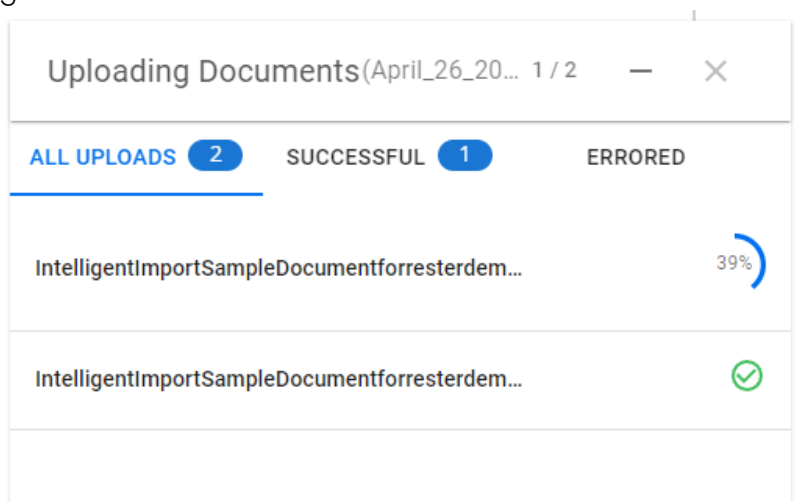 Uploading Documents(April_26_20... 1 / 2
ALL UPLOADS 2 SUCCESSFUL 1 ERRORED
IntelligentImportSampleDocumentforresterdem...
39%
IntelligentImportSampleDocumentforresterdem...